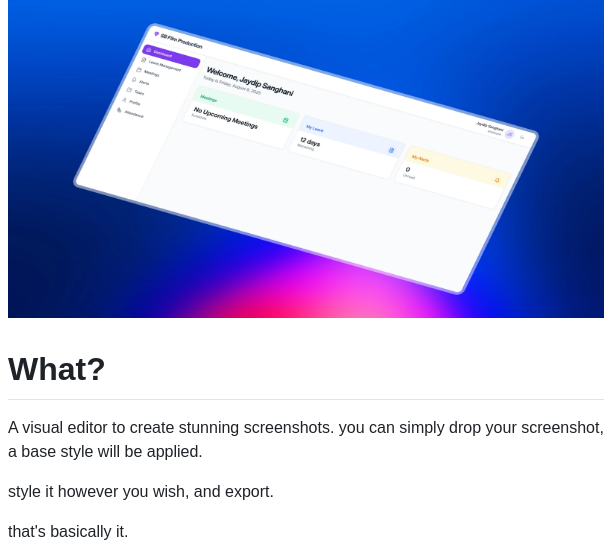 SB Film Production
Dashboard
Leave Management
Meetings
Alerts
Tasks
Profile
Attendance
Welcome, Jaydip Sanghani
Today is Friday, August 8, 2025
Jaydip Sanghani
Meetings
No Upcoming Meetings
My Leave
12 days
Remaining
My Alerts
0
Unread
What?
A visual editor to create stunning screenshots. you can simply drop your screenshot,
a base style will be applied.
style it however you wish, and export.
that's basically it.